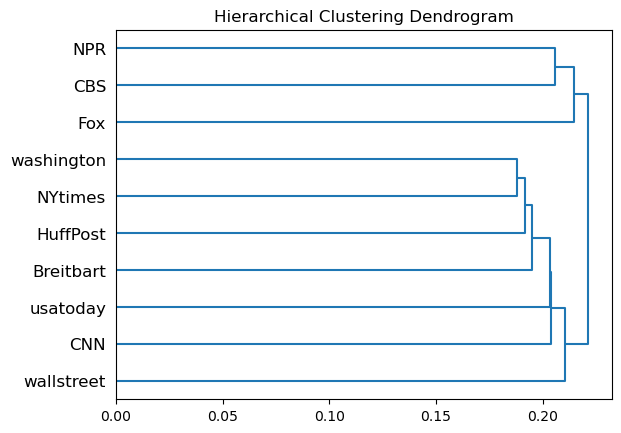 Hierarchical Clustering Dendrogram
NPR
CBS
Fox
washington
NYtimes
HuffPost
Breitbart
usatoday
CNN
wallstreet
0.00 0.05 0.10 0.15 0.20